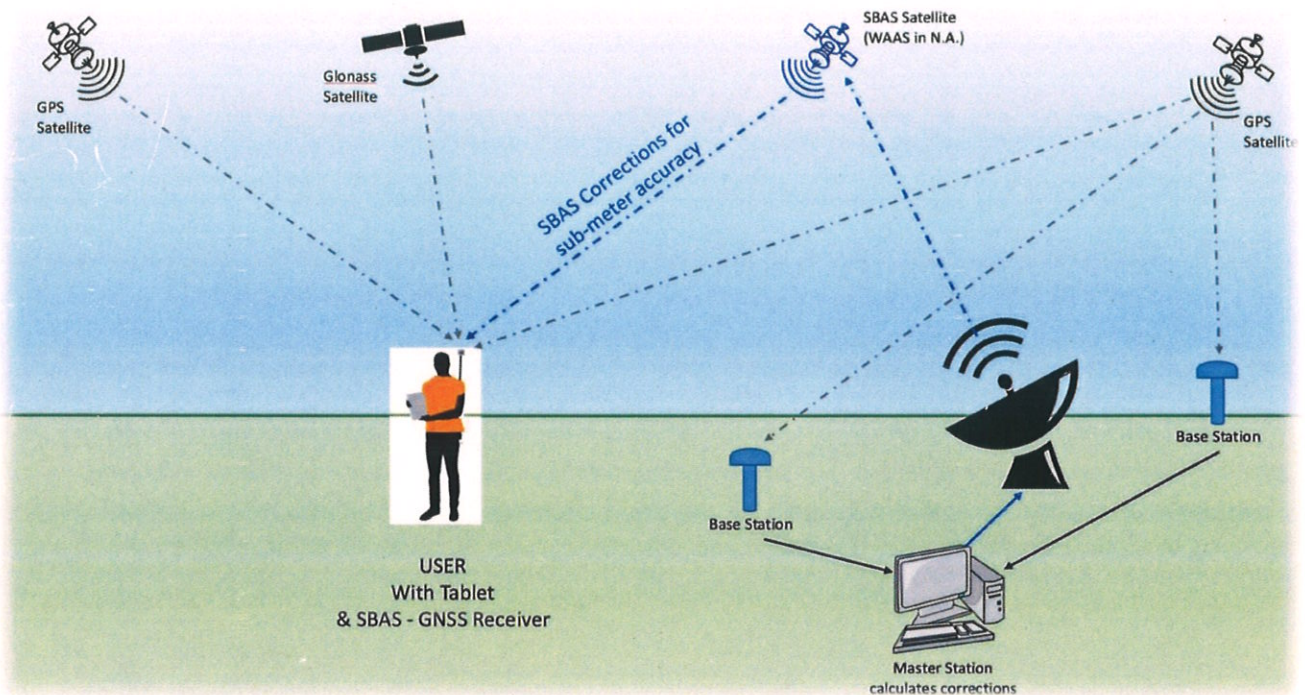 SBAS Satellite
(WAAS in N.A.)
Glonass
Satellite
GPS
Satellite
GPS
Satellite
SBAS Corrections for
sub-meter accuracy
Base Station
Base Station
USER
With Tablet
& SBAS - GNSS Receiver
Master Station
calculates corrections